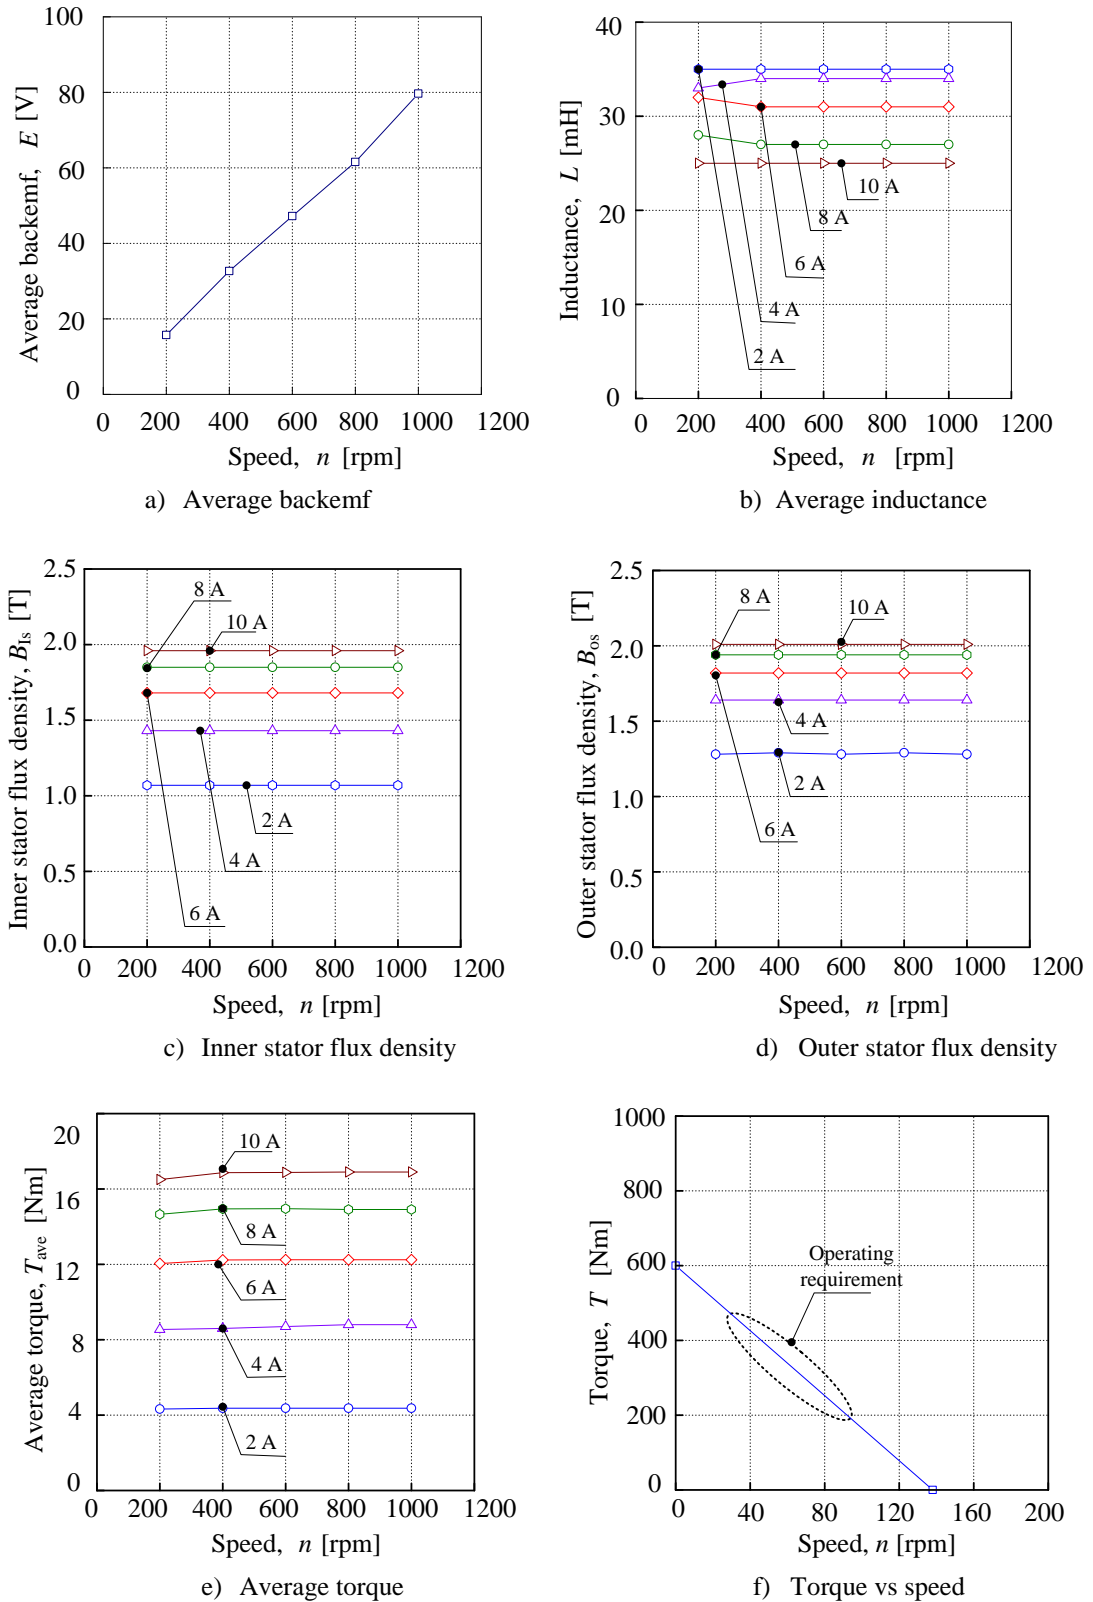 100
80
60
40
20
0
0 200 400 600 800 1000 1200
Average backemf, E [V]
Speed, n [rpm]
a) Average backemf
40
30
20
10
0
0 200 400 600 800 1000 1200
Inductance, L [mH]
10 A
8 A
6 A
4 A
2 A
Speed, n [rpm]
b) Average inductance
2.5
2.0
1.5
1.0
0.5
0.0
0 200 400 600 800 1000 1200
Inner stator flux density, BIs [T]
8 A
10 A
2 A
4 A
6 A
Speed, n [rpm]
c) Inner stator flux density
2.5
2.0
1.5
1.0
0.5
0.0
0 200 400 600 800 1000 1200
Outer stator flux density, Bos [T]
8 A
10 A
4 A
2 A
6 A
Speed, n [rpm]
d) Outer stator flux density
20
16
12
8
4
0
0 200 400 600 800 1000 1200
Average torque, Tave [Nm]
10 A
8 A
6 A
4 A
2 A
Speed, n [rpm]
e) Average torque
1000
800
600
400
200
0
0 40 80 120 160 200
Torque, T [Nm]
Operating
requirement
Speed, n [rpm]
f) Torque vs speed